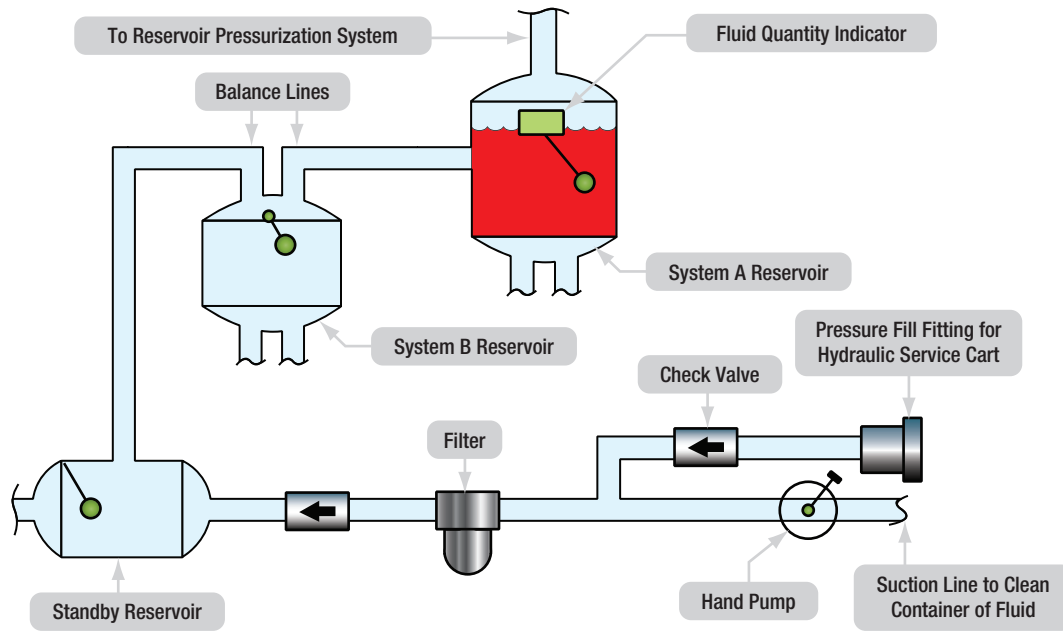 To Reservoir Pressurization System
Fluid Quantity Indicator
Balance Lines
System A Reservoir
System B Reservoir
Pressure Fill Fitting for
Hydraulic Service Cart
Check Valve
Filter
Standby Reservoir
Hand Pump
Suction Line to Clean
Container of Fluid